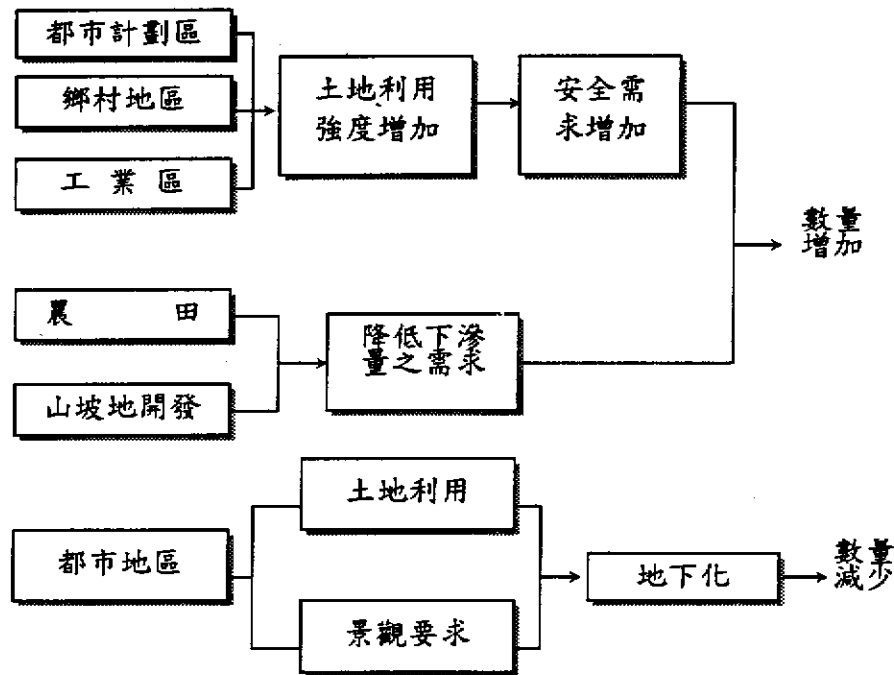 都市計劃區
鄉村地區
工業區
土地利用
強度增加
安全需
求增加
數量
增加
農田
山坡地開發
降低下滲
量之需求
都市地區
土地利用
景觀要求
地下化
數量
減少